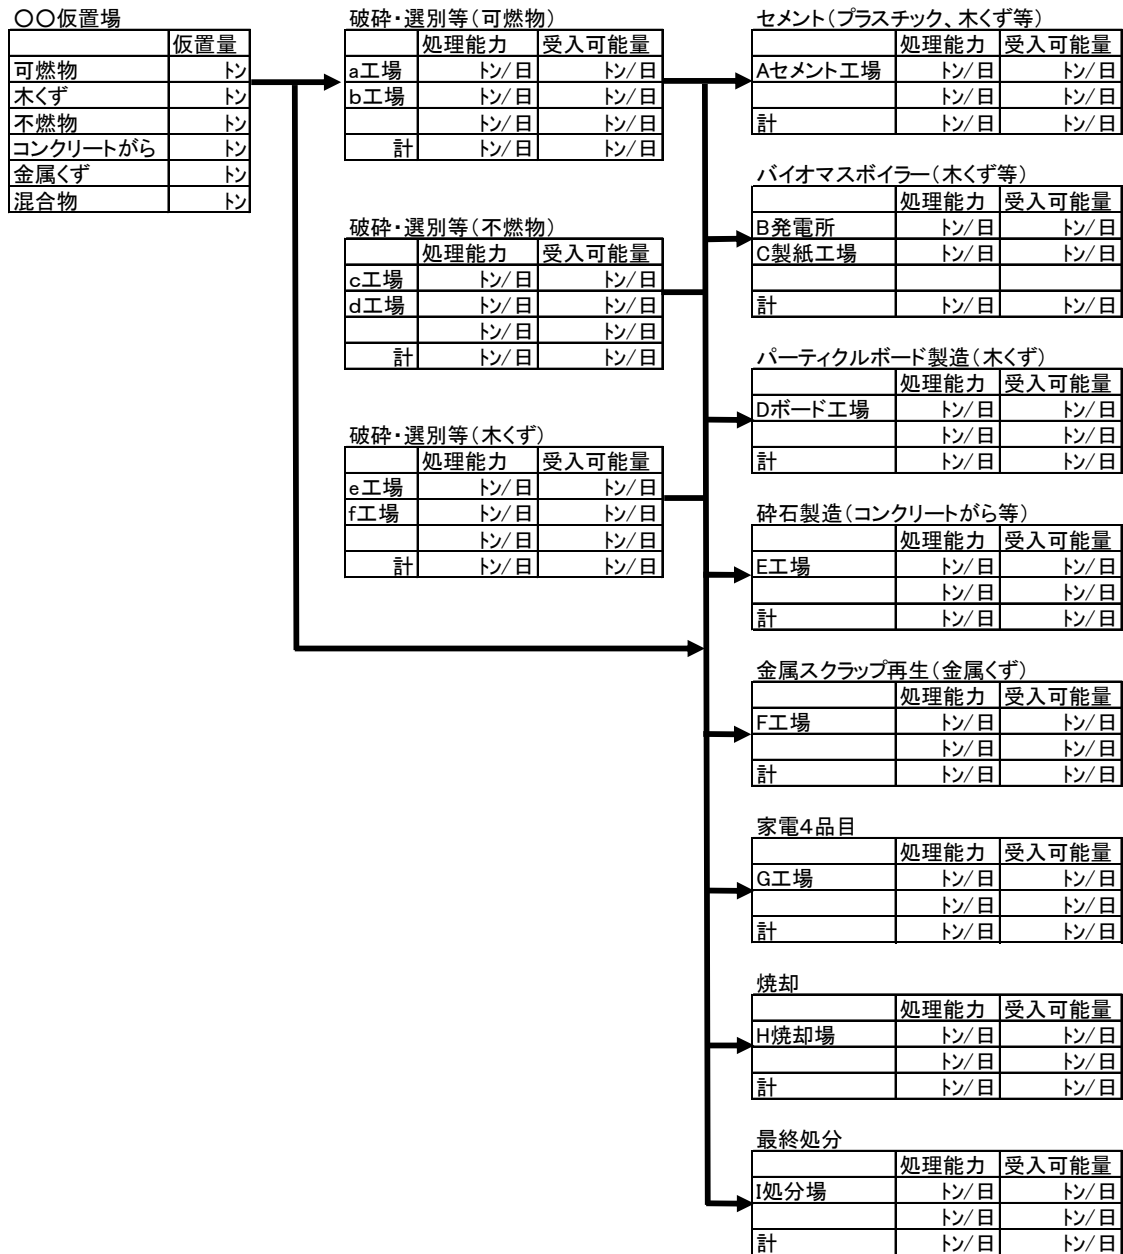 〇〇仮置場
仮置量
可燃物 トン
木くず トン
不燃物 トン
コンクリートがら トン
金属くず トン
混合物 トン
破砕・選別等(可燃物)
処理能力 受入可能量
a工場 トン/日 トン/日
b工場 トン/日 トン/日
トン/日 トン/日
計 トン/日 トン/日
破砕・選別等(不燃物)
処理能力 受入可能量
c工場 トン/日 トン/日
d工場 トン/日 トン/日
トン/日 トン/日
計 トン/日 トン/日
破砕・選別等(木くず)
処理能力 受入可能量
e工場 トン/日 トン/日
f工場 トン/日 トン/日
トン/日 トン/日
計 トン/日 トン/日
セメント(プラスチック、木くず等)
処理能力 受入可能量
Aセメント工場 トン/日 トン/日
トン/日 トン/日
計 トン/日 トン/日
バイオマスボイラー(木くず等)
処理能力 受入可能量
B発電所 トン/日 トン/日
C製紙工場 トン/日 トン/日
計 トン/日 トン/日
パーティクルボード製造(木くず)
処理能力 受入可能量
Dボード工場 トン/日 トン/日
トン/日 トン/日
計 トン/日 トン/日
砕石製造(コンクリートがら等)
処理能力 受入可能量
E工場 トン/日 トン/日
トン/日 トン/日
計 トン/日 トン/日
金属スクラップ再生(金属くず)
処理能力 受入可能量
F工場 トン/日 トン/日
トン/日 トン/日
計 トン/日 トン/日
家電4品目
処理能力 受入可能量
G工場 トン/日 トン/日
トン/日 トン/日
計 トン/日 トン/日
焼却
処理能力 受入可能量
H焼却場 トン/日 トン/日
トン/日 トン/日
計 トン/日 トン/日
最終処分
処理能力 受入可能量
I処分場 トン/日 トン/日
トン/日 トン/日
計 トン/日 トン/日